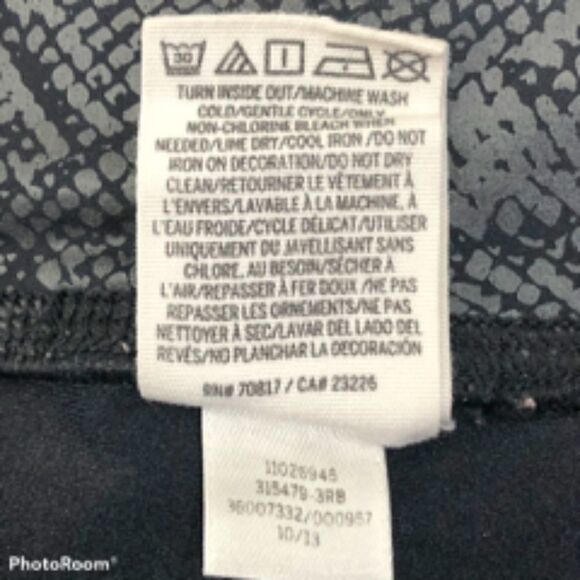 30
TURN INSIDE OUT/MACHINE WASH
COLD/GENTLE CYCLE/ONLY
NON-CHLORINE BLEACH WHEN
NEEDED/LINE DRY/COOL IRON /DO NOT
IRON ON DECORATION/DO NOT DRY
CLEAN/RETOURNER LE VÊTEMENT À
L'ENVERS/LAVABLE À LA MACHINE, À
L'EAU FROIDE/CYCLE DÉLICAT/UTILISER
UNIQUEMENT DU JAVELLISANT SANS
CHLORE, AU BESOIN/SÉCHER À
L'AIR/REPASSER À FER DOUX /NE PAS
REPASSER LES ORNEMENTS/NE PAS
NETTOYER À SEC/LAVAR DEL LADO DEL
REVÉS/NO PLANCHAR LA DECORACIÓN
RN# 70817 / CA# 23226
11026945
315479-3RB
36007332/000957
10/13
PhotoRoom